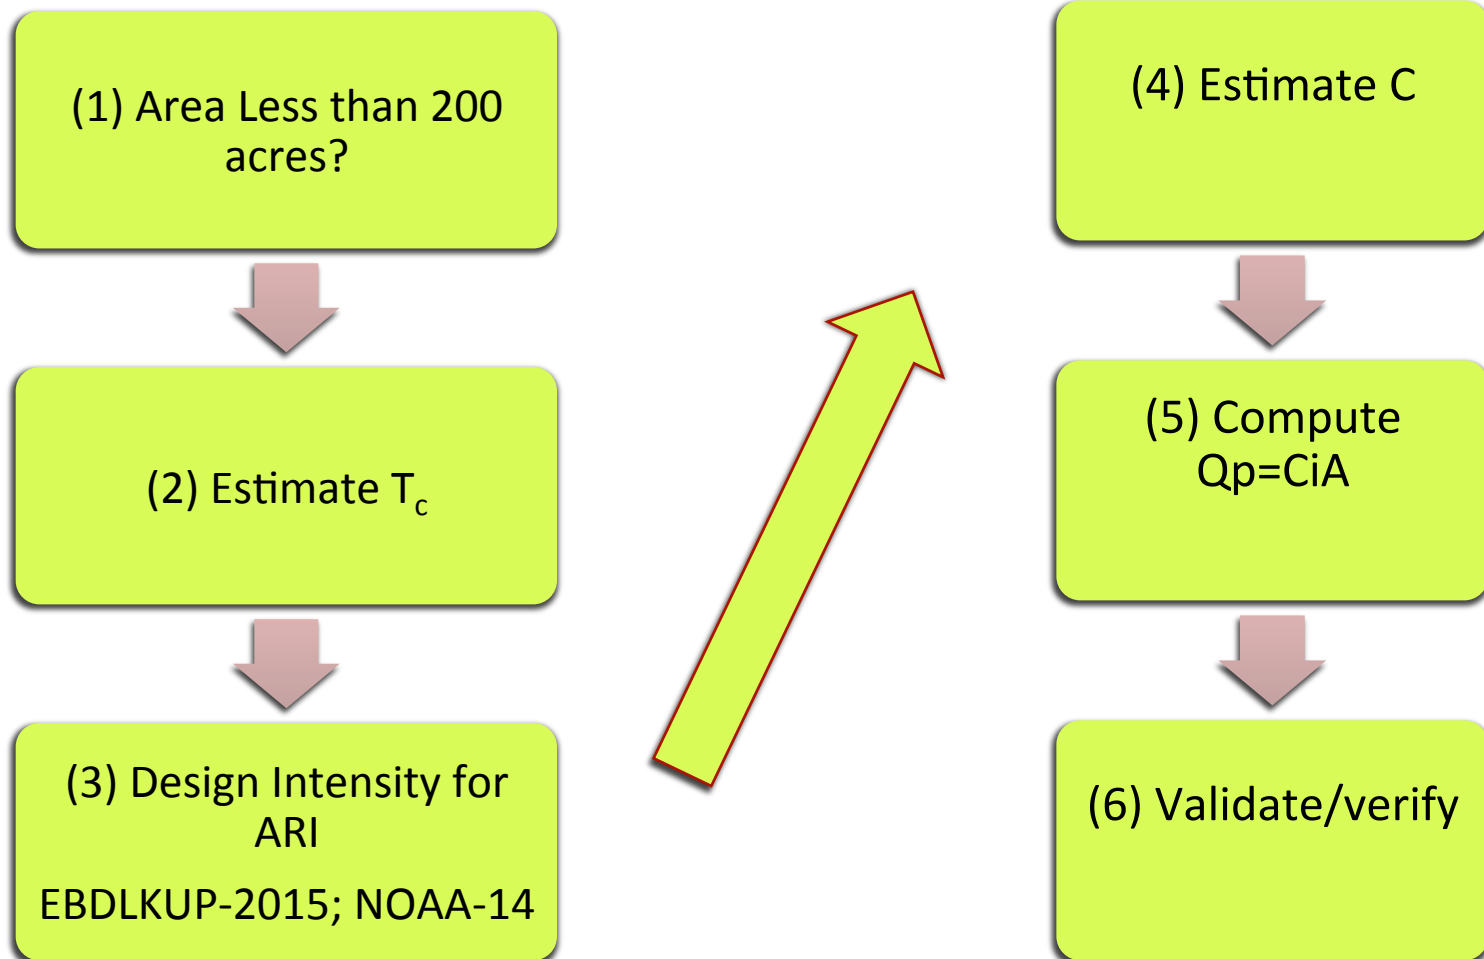 (1) Area Less than 200
acres?
(2) Estimate Tc
(3) Design Intensity for
ARI
EBDLKUP-2015; NOAA-14
(4) Estimate C
(5) Compute
Qp=CiA
(6) Validate/verify